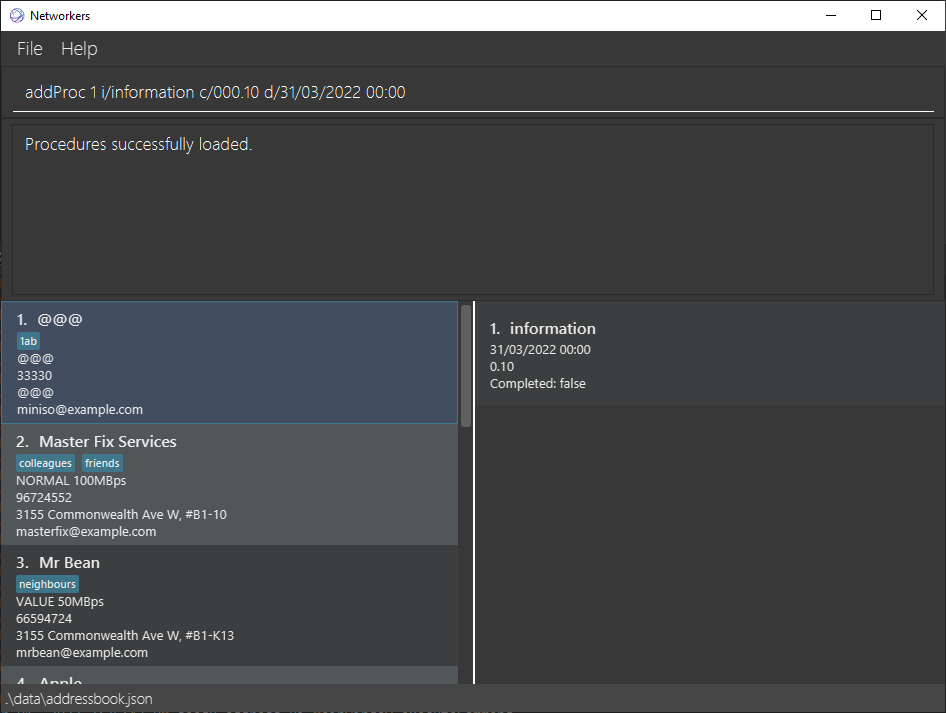 Networkers
File Help
addProc 1 i/information c/000.10 d/31/03/2022 00:00
Procedures successfully loaded.
1. @@@
1ab
@@@
33330
@@@
miniso@example.com
2. Master Fix Services
colleagues friends
NORMAL 100MBps
96724552
3155 Commonwealth Ave W, #B1-10
masterfix@example.com
3. Mr Bean
neighbours
VALUE 50MBps
66594724
3155 Commonwealth Ave W, #B1-K13
mrbean@example.com
4. Apple
1. information
31/03/2022 00:00
0.10
Completed: false
.\data\addressbook.json